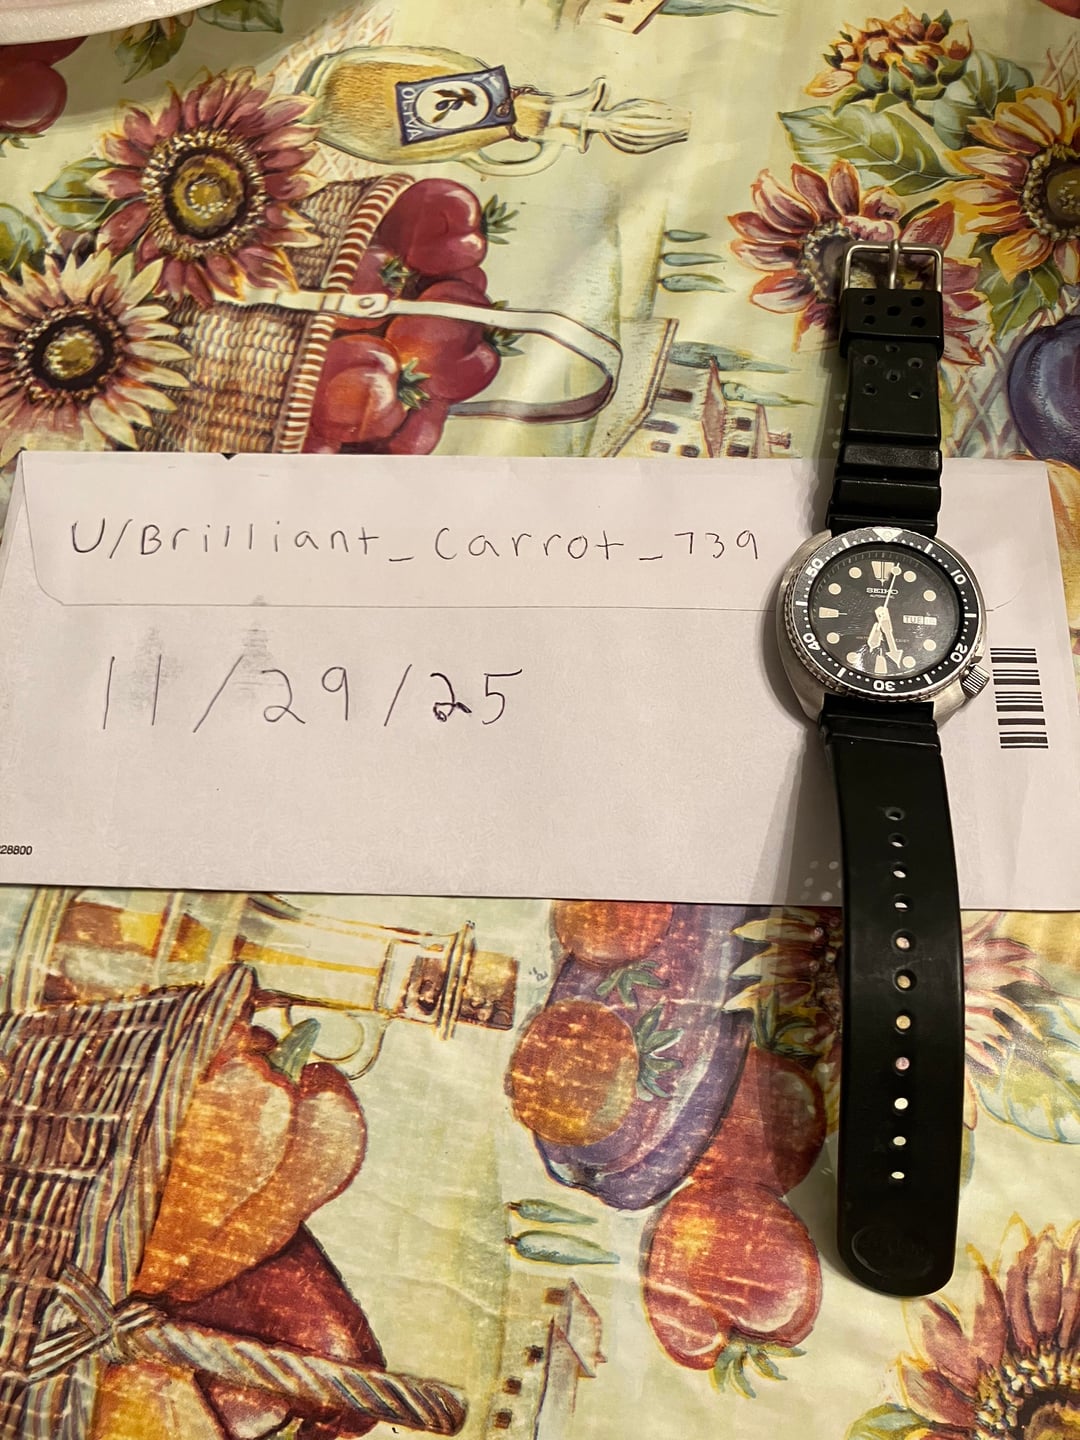 OLIVA
U/Brilliant_Carrot_739
11/29/25
SEIKO
AUTOMATIC
TUE
50
10
20
30
40
28800